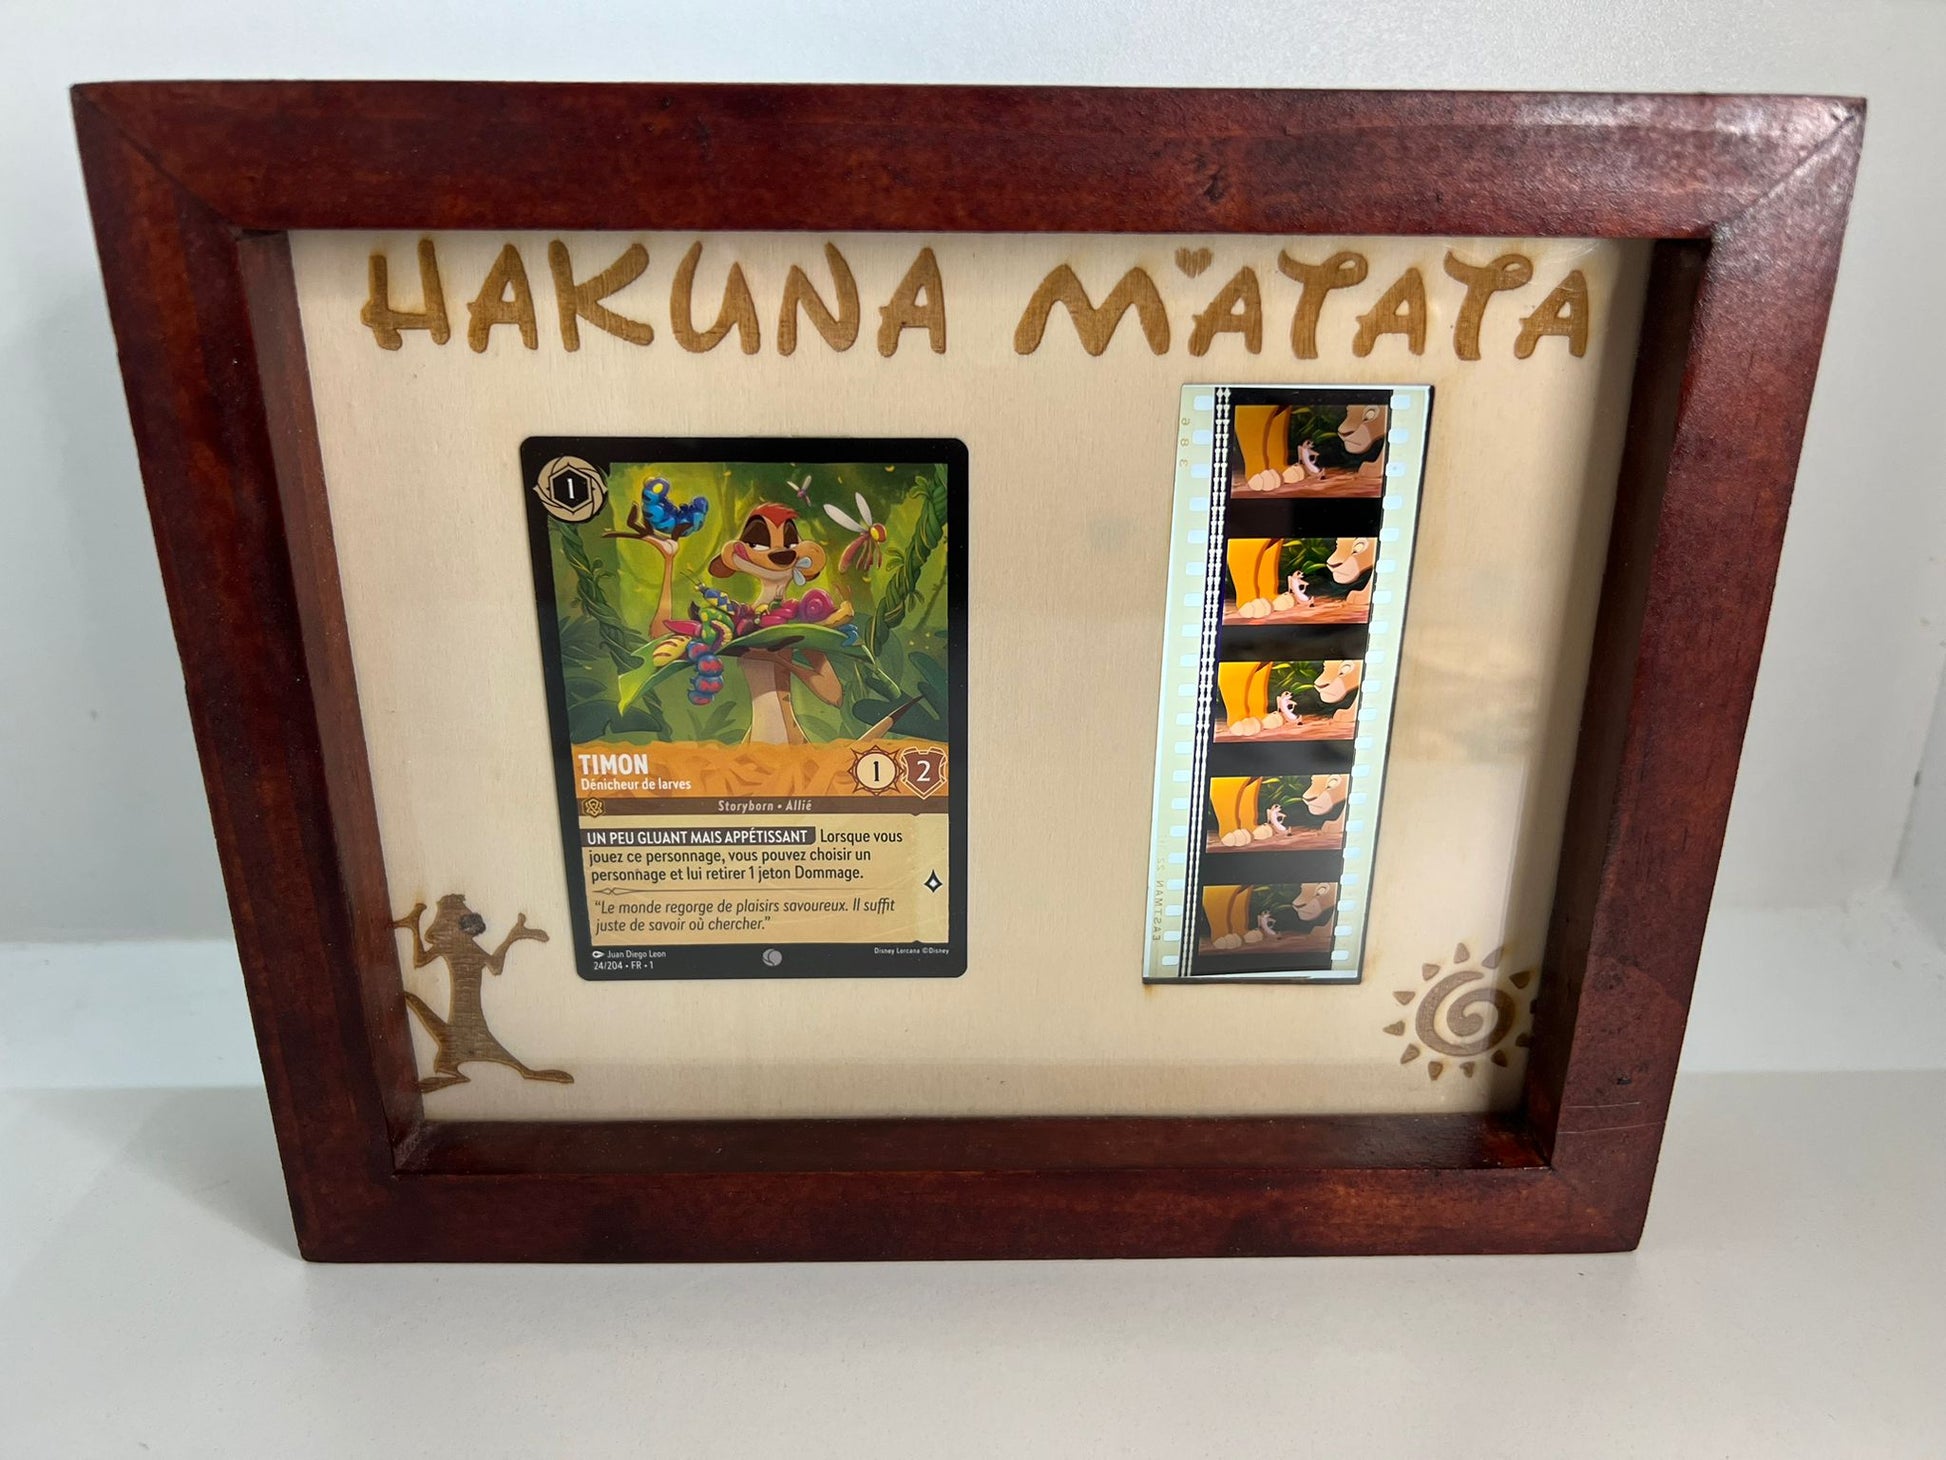 HAKUNA MATATA
1
TIMON
Dénicheur de larves
1 2
Storyborn • Allié
UN PEU GLUANT MAIS APPÉTISSANT Lorsque vous
jouez ce personnage, vous pouvez choisir un
personnage et lui retirer 1 jeton Dommage.
“Le monde regorge de plaisirs savoureux. Il suffit
juste de savoir où chercher.”
Juan Diego Leon
24/204 • FR • 1
Disney Lorcana ©Disney
EASTMAN 22